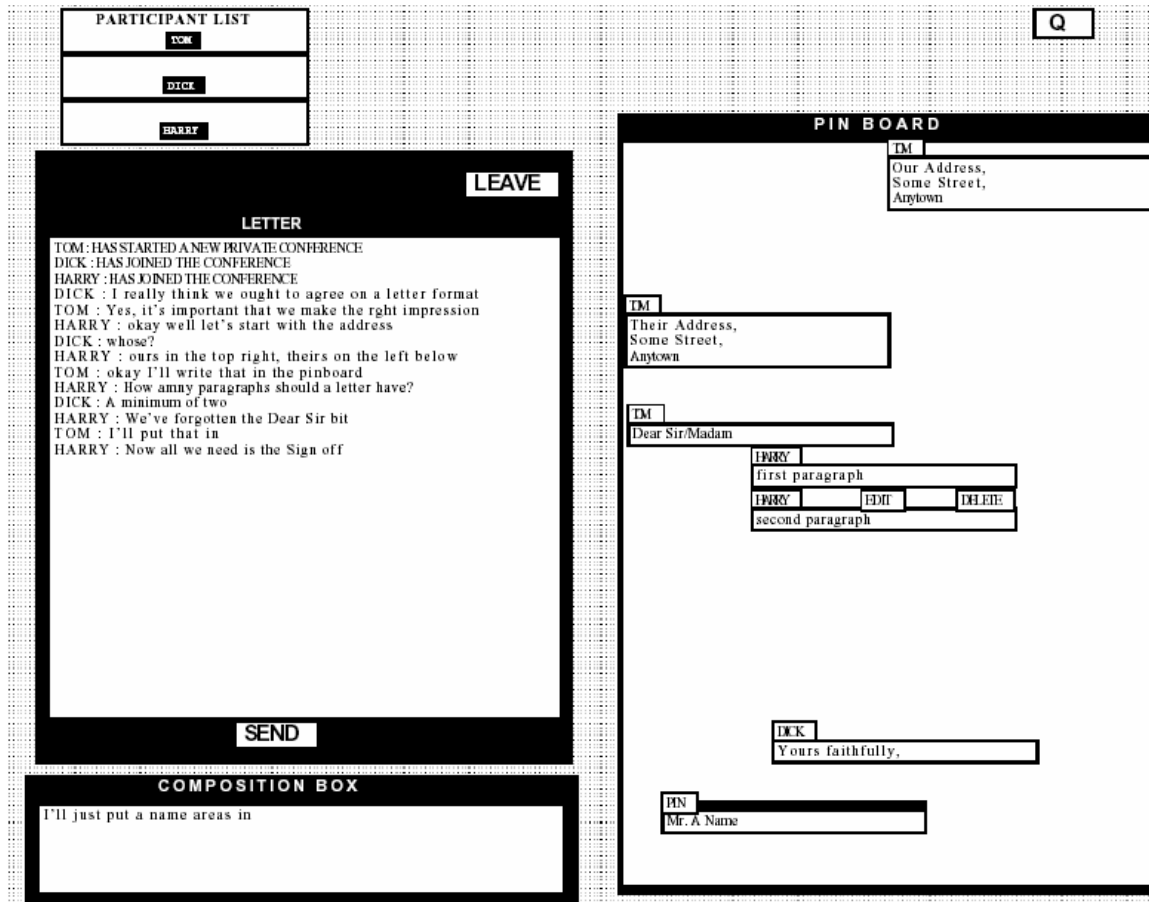 PARTICIPANT LIST
TOM
DICK
HARRY
Q
LEAVE
LETTER
TOM : HAS STARTED A NEW PRIVATE CONFERENCE
DICK : HAS JOINED THE CONFERENCE
HARRY : HAS JOINED THE CONFERENCE
DICK : I really think we ought to agree on a letter format
TOM : Yes, it's important that we make the rght impression
HARRY : okay well let's start with the address
DICK : whose?
HARRY : ours in the top right, theirs on the left below
TOM : okay I'll write that in the pinboard
HARRY : How amny paragraphs should a letter have?
DICK : A minimum of two
HARRY : We've forgotten the Dear Sir bit
TOM : I'll put that in
HARRY : Now all we need is the Sign off
SEND
COMPOSITION BOX
I'll just put a name areas in
PIN BOARD
TOM
Our Address,
Some Street,
Anytown
TOM
Their Address,
Some Street,
Anytown
TOM
Dear Sir/Madam
HARRY
first paragraph
HARRY EDIT DELETE
second paragraph
DICK
Yours faithfully,
PIN
Mr. A Name